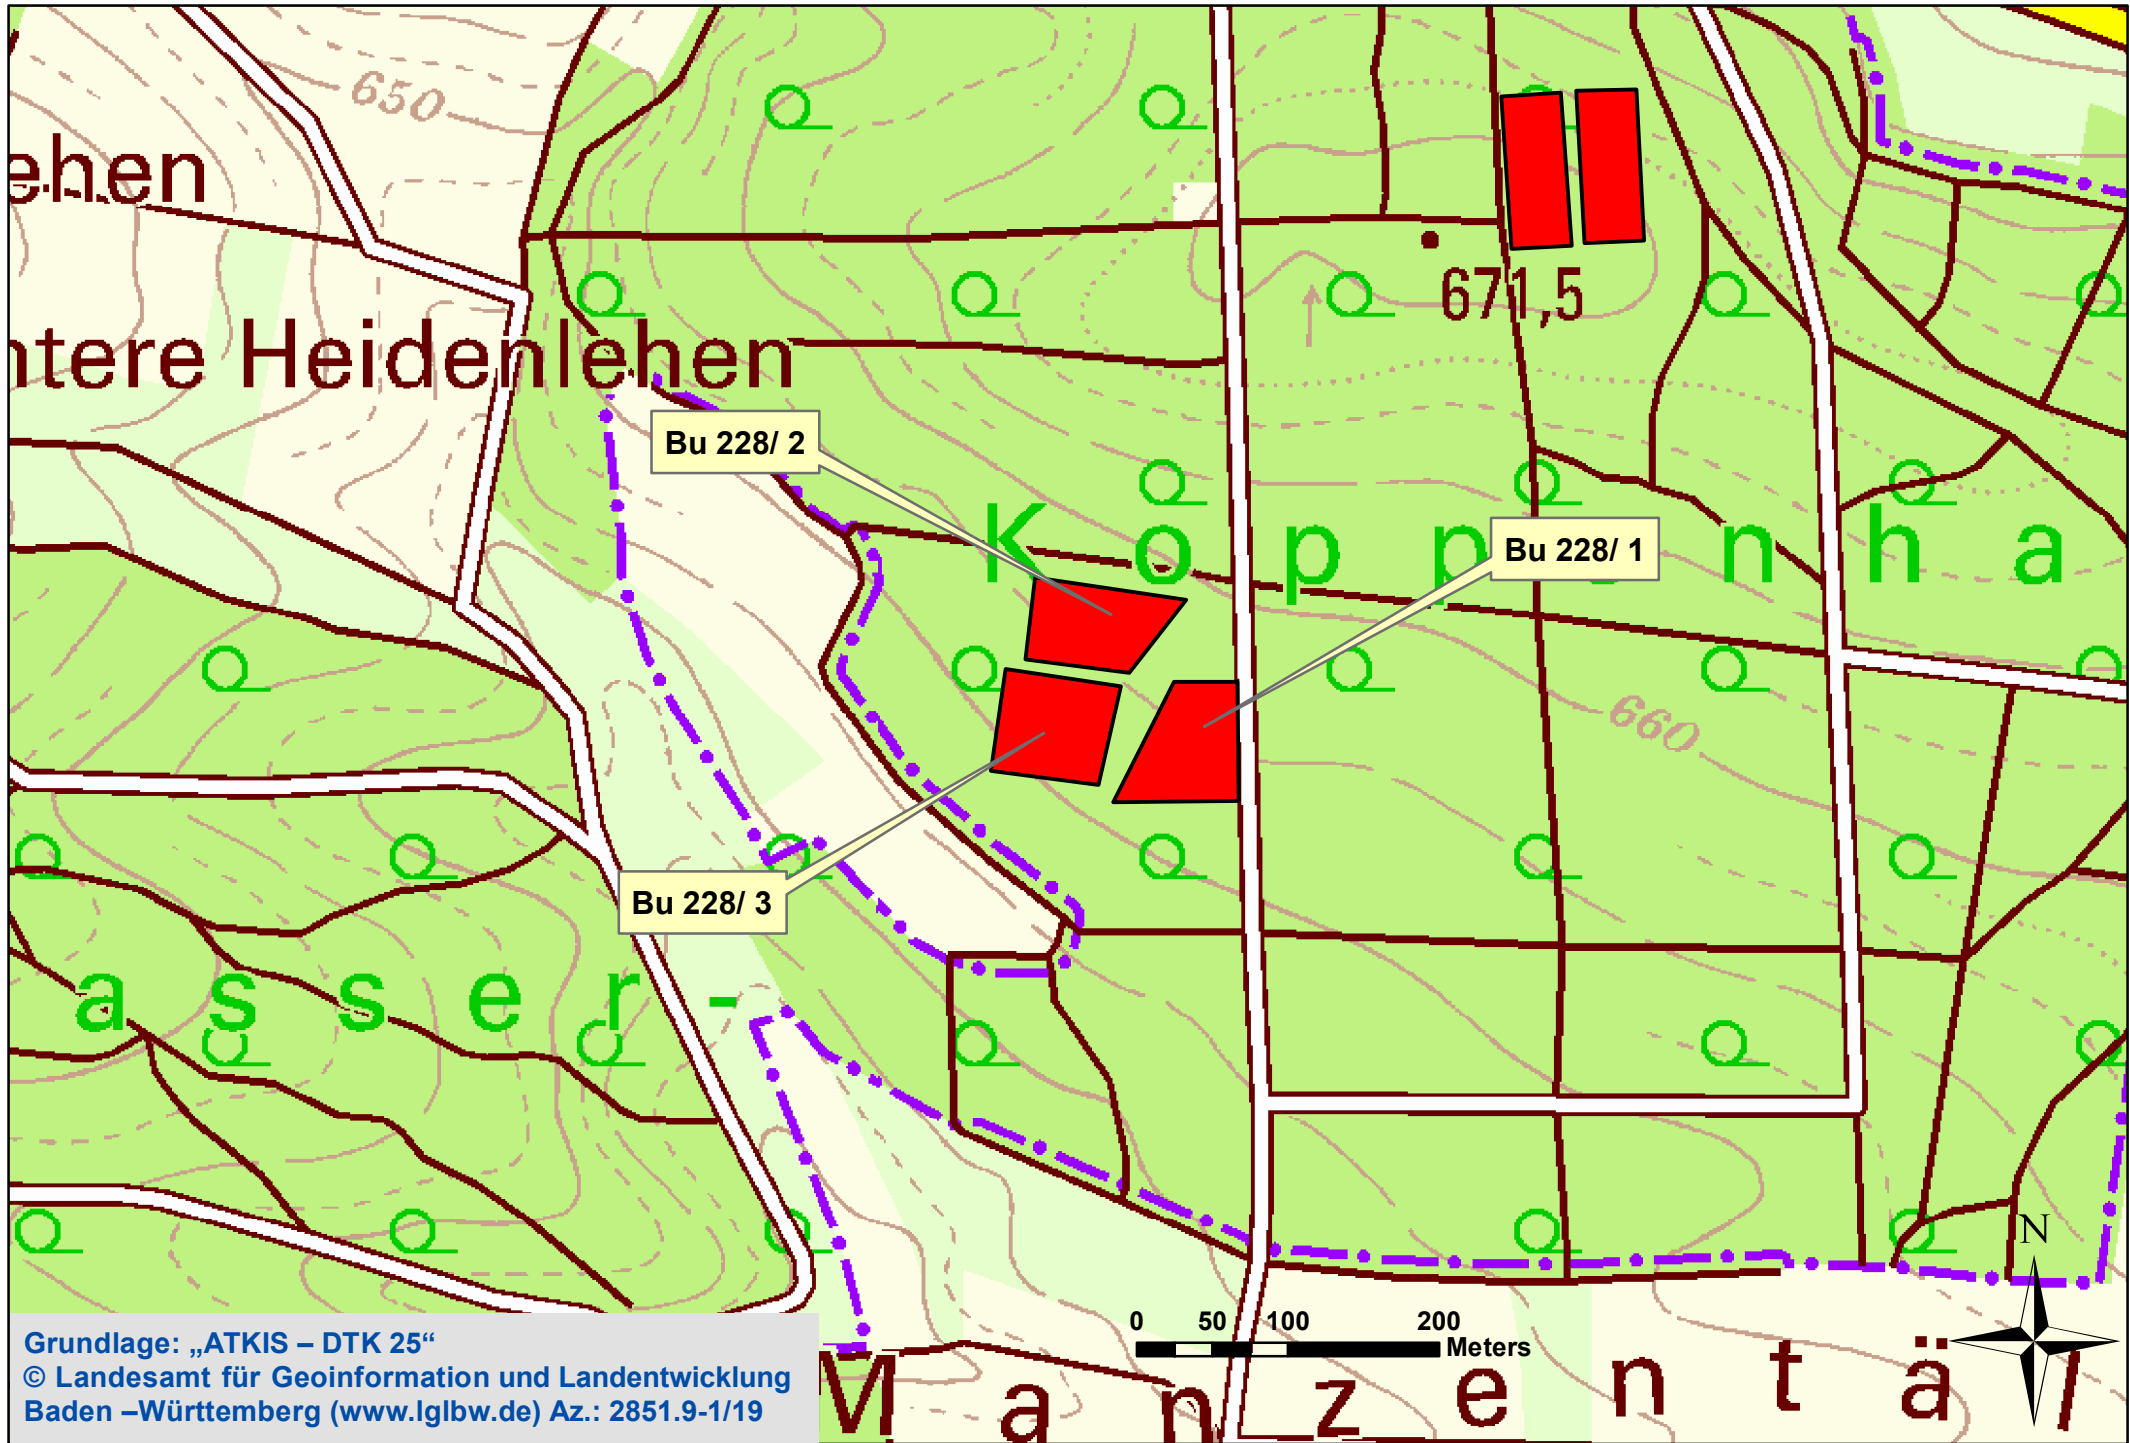 650
ehen
671,5
ntere Heidenlehen
Bu 228/ 2
K o p p n h a
Bu 228/ 1
660
Bu 228/ 3
a s s e r -
N
0 50 100 200
Meters
Grundlage: „ATKIS – DTK 25“
© Landesamt für Geoinformation und Landentwicklung
Baden –Württemberg (www.lglbw.de) Az.: 2851.9-1/19
M a n z e n t ä l